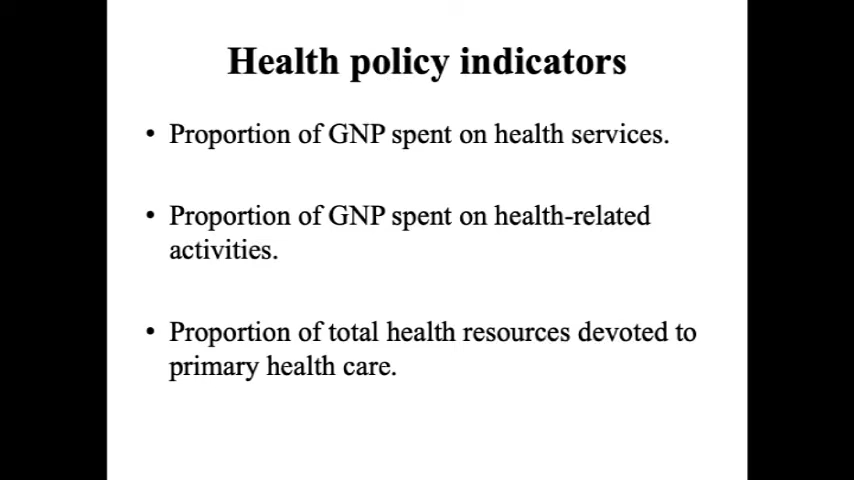 Health policy indicators
• Proportion of GNP spent on health services.
• Proportion of GNP spent on health-related
activities.
• Proportion of total health resources devoted to
primary health care.